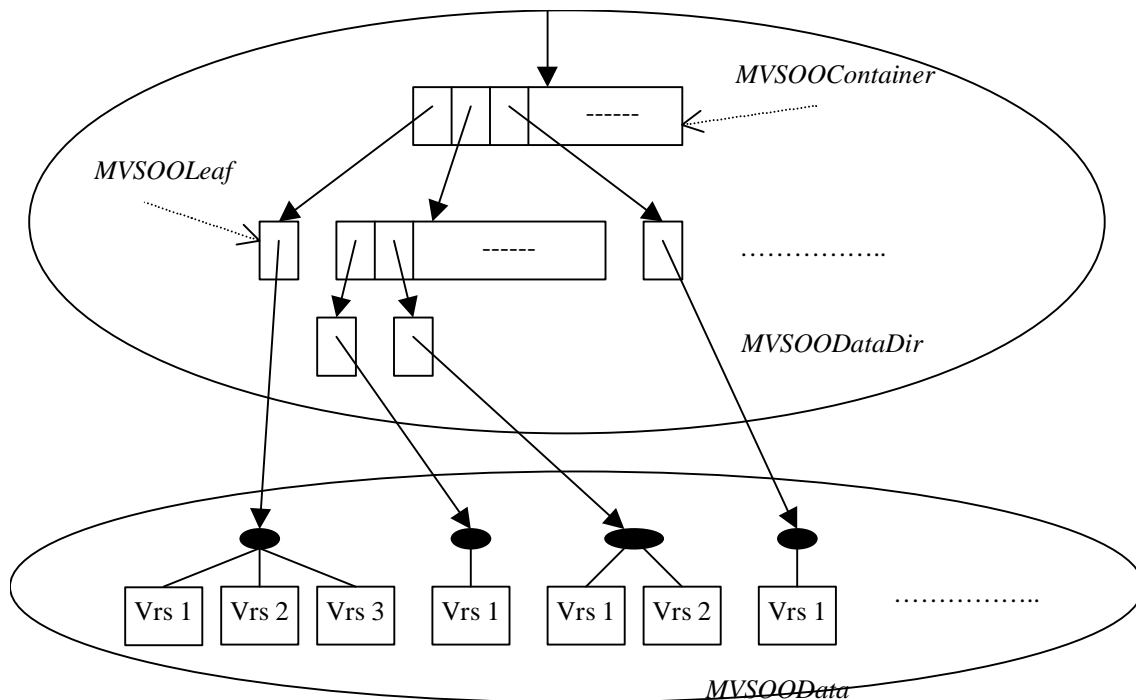 MVSOOContainer
------
MVSOOLeaf
------
……………..
MVSOODataDir
Vrs 1 Vrs 2 Vrs 3 Vrs 1 Vrs 1 Vrs 2 Vrs 1 ……………..
MVSOOData